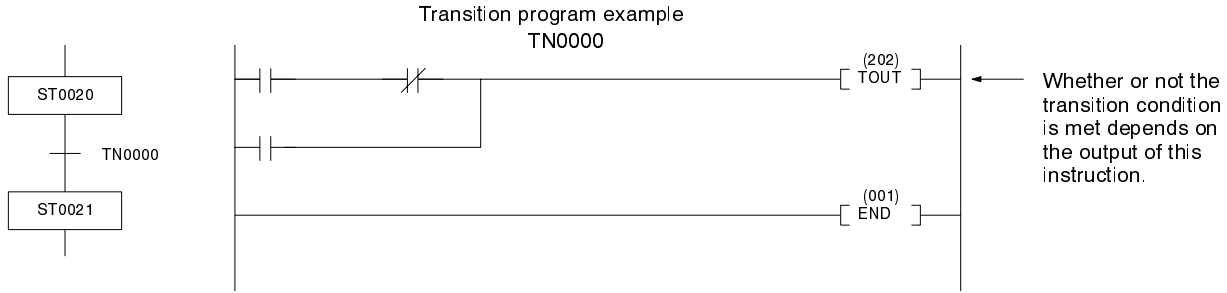 Transition program example
TN0000
ST0020
TN0000
ST0021
(202)
TOUT
(001)
END
Whether or not the
transition condition
is met depends on
the output of this
instruction.